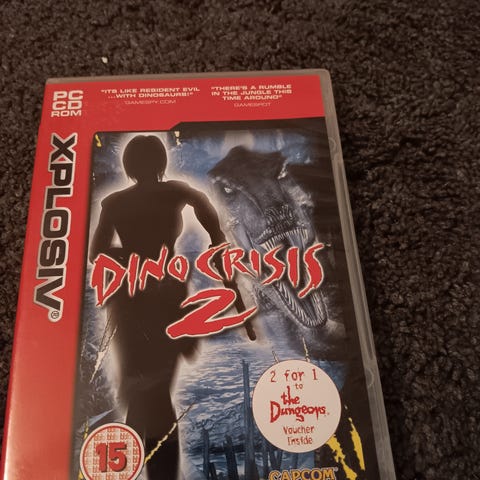 PC
CD
ROM
"ITS LIKE RESIDENT EVIL
...WITH DINOSAURS!"
GAMESPY.COM
"THERE'S A RUMBLE
IN THE JUNGLE THIS
TIME AROUND"
GAMESPOT
XPLOSIV®
DINO CRISIS
2
2 for 1
to
the
Dungeons
Voucher
Inside
15
CAPCOM